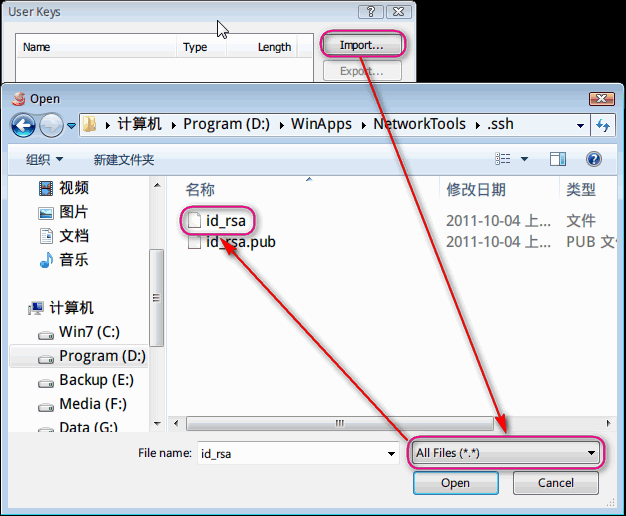 User Keys
Name Type Length
Import...
Export...
Open
计算机 Program (D:) WinApps NetworkTools .ssh
组织 新建文件夹
视频
图片
文档
音乐
计算机
Win7 (C:)
Program (D:)
Backup (E:)
Media (F:)
Data (G:)
名称 修改日期 类型
id_rsa 2011-10-04 上... 文件
id_rsa.pub 2011-10-04 上... PUB 文
File name: id_rsa All Files (*.*)
Open Cancel